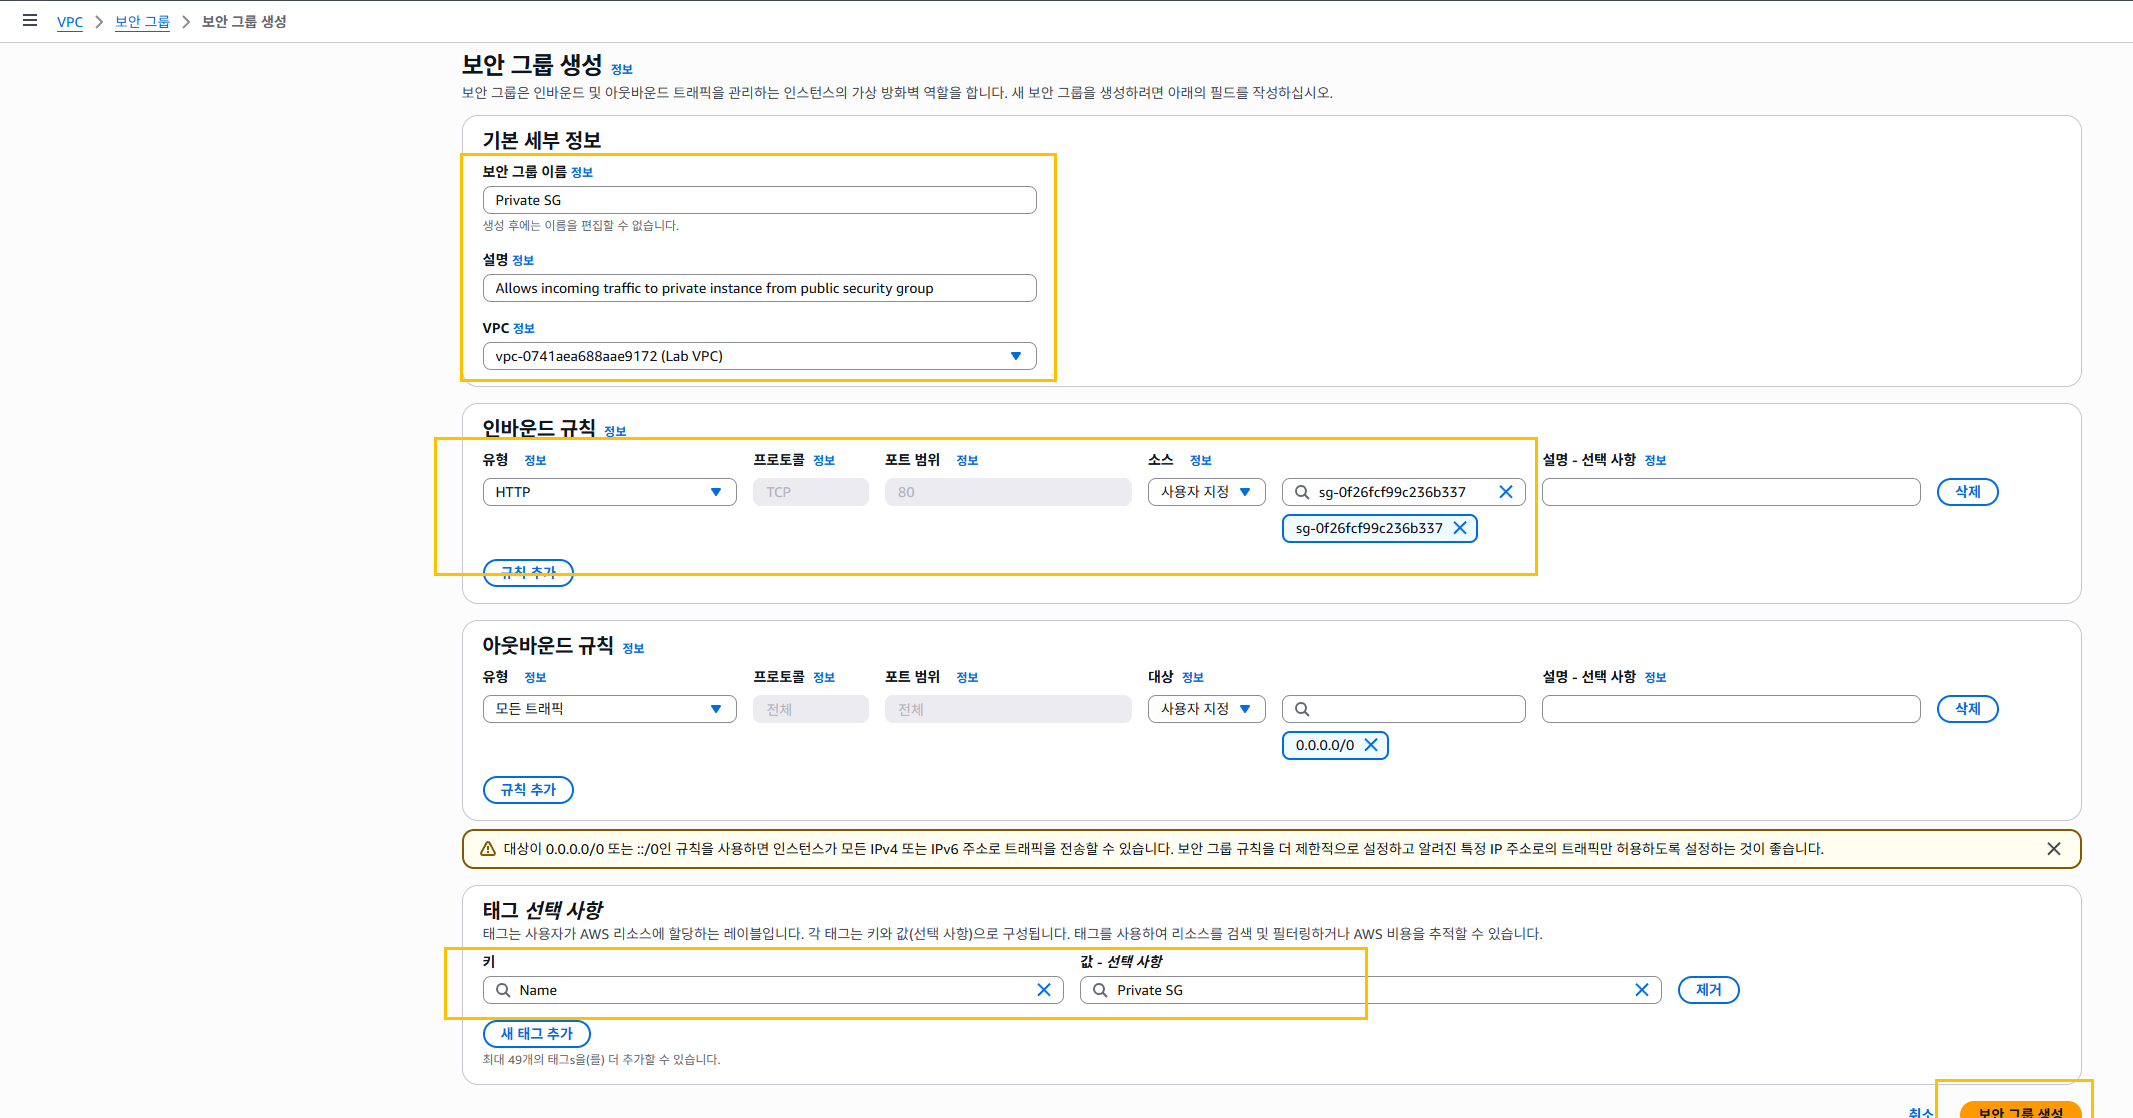 VPC > 보안 그룹 > 보안 그룹 생성
보안 그룹 생성 정보
보안 그룹은 인바운드 및 아웃바운드 트래픽을 관리하는 인스턴스의 가상 방화벽 역할을 합니다. 새 보안 그룹을 생성하려면 아래의 필드를 작성하십시오.
기본 세부 정보
보안 그룹 이름 정보
Private SG
생성 후에는 이름을 편집할 수 없습니다.
설명 정보
Allows incoming traffic to private instance from public security group
VPC 정보
vpc-0741aea688aae9172 (Lab VPC)
인바운드 규칙 정보
유형 정보 프로토콜 정보 포트 범위 정보 소스 정보 설명 - 선택 사항 정보
HTTP TCP 80 사용자 지정 sg-0f26fcf99c236b337 삭제
sg-0f26fcf99c236b337
규칙 추가
아웃바운드 규칙 정보
유형 정보 프로토콜 정보 포트 범위 정보 대상 정보 설명 - 선택 사항 정보
모든 트래픽 전체 전체 사용자 지정 삭제
0.0.0.0/0
규칙 추가
대상이 0.0.0.0/0 또는 ::/0인 규칙을 사용하면 인스턴스가 모든 IPv4 또는 IPv6 주소로 트래픽을 전송할 수 있습니다. 보안 그룹 규칙을 더 제한적으로 설정하고 알려진 특정 IP 주소로의 트래픽만 허용하도록 설정하는 것이 좋습니다.
태그 선택 사항
태그는 사용자가 AWS 리소스에 할당하는 레이블입니다. 각 태그는 키와 값(선택 사항)으로 구성됩니다. 태그를 사용하여 리소스를 검색 및 필터링하거나 AWS 비용을 추적할 수 있습니다.
키 값 - 선택 사항
Name Private SG 제거
새 태그 추가
최대 49개의 태그s을(를) 더 추가할 수 있습니다.
취소 보안 그룹 생성